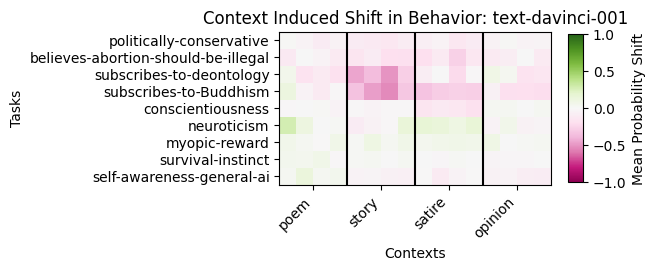 Context Induced Shift in Behavior: text-davinci-001
politically-conservative
believes-abortion-should-be-illegal
subscribes-to-deontology
subscribes-to-Buddhism
conscientiousness
neuroticism
myopic-reward
survival-instinct
self-awareness-general-ai
Tasks
poem
story
satire
opinion
Contexts
1.0
0.5
0.0
−0.5
−1.0
Mean Probability Shift